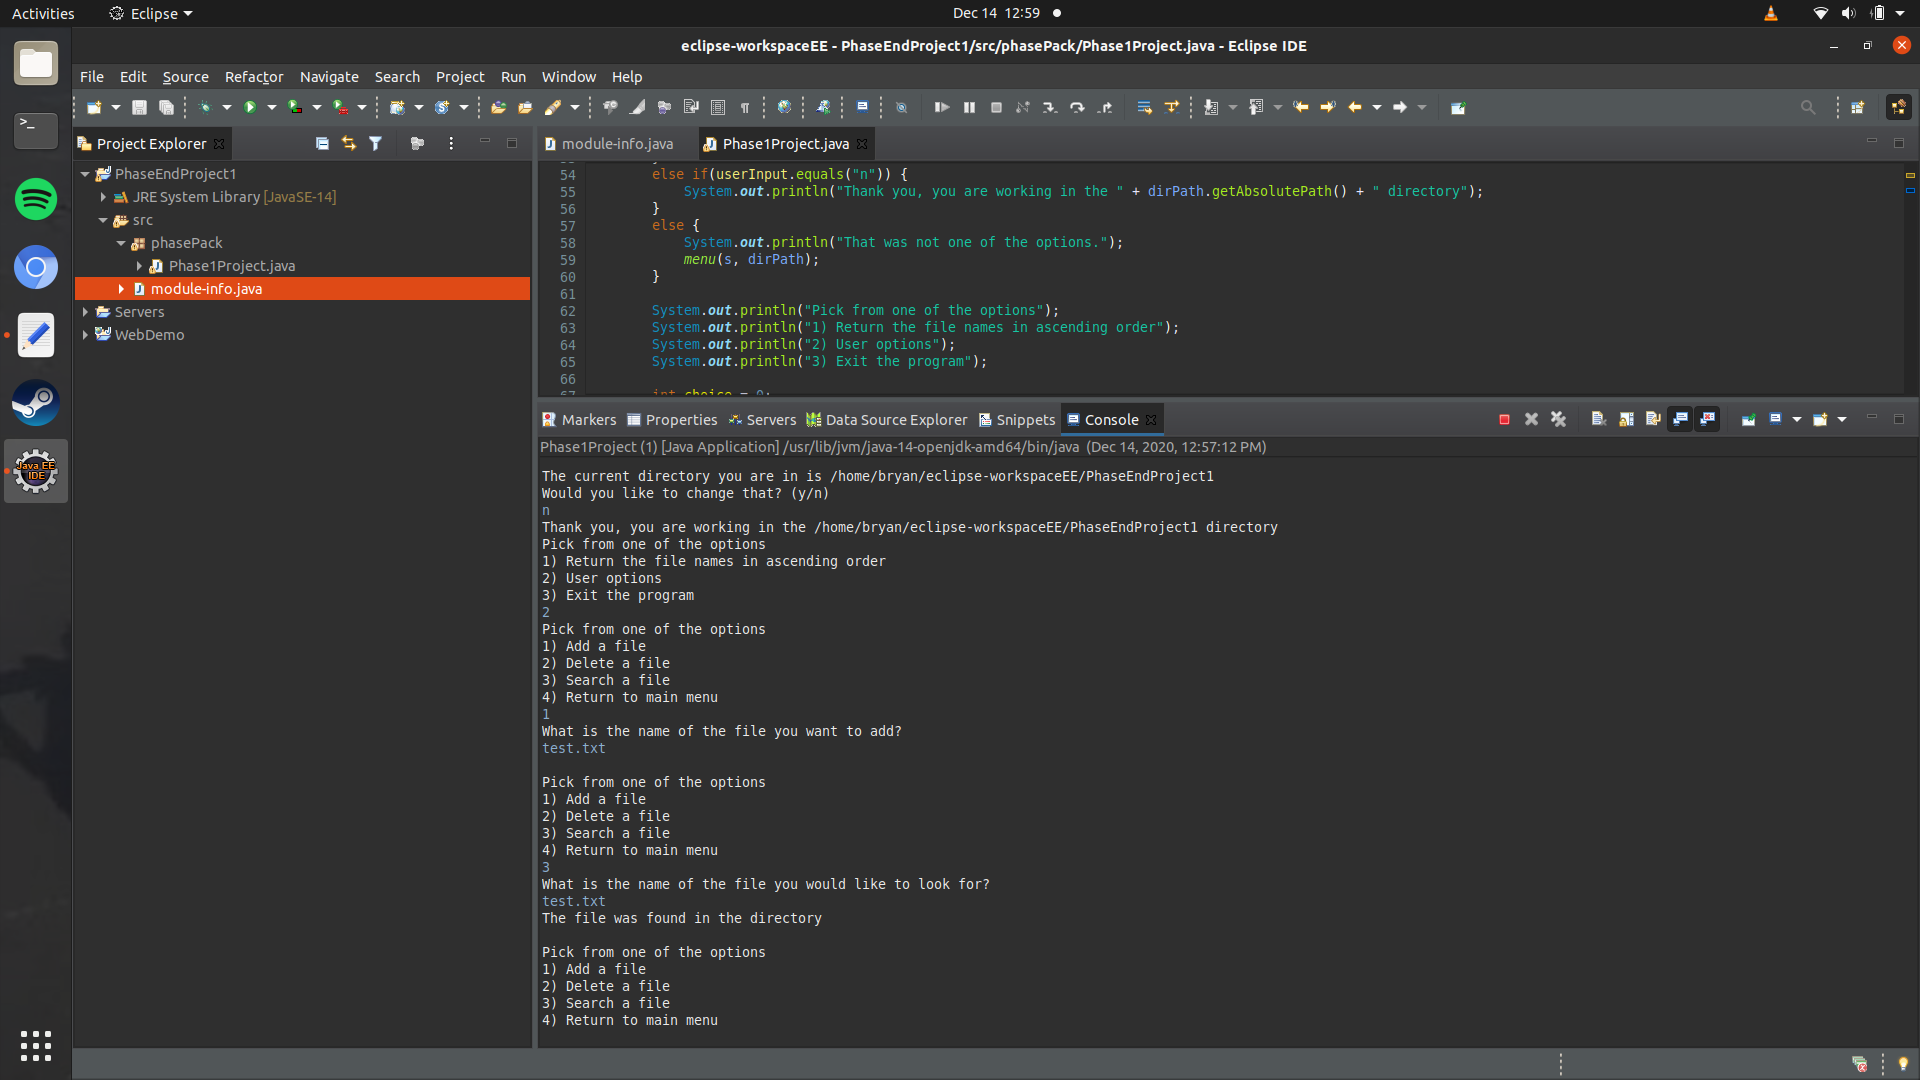 Activities
Eclipse
Dec 14 12:59
eclipse-workspaceEE - PhaseEndProject1/src/phasePack/Phase1Project.java - Eclipse IDE
File Edit Source Refactor Navigate Search Project Run Window Help
Project Explorer
PhaseEndProject1
JRE System Library [JavaSE-14]
src
phasePack
Phase1Project.java
module-info.java
Servers
WebDemo
Java EE
IDE
module-info.java
Phase1Project.java
54 else if(userInput.equals("n")) {
55 System.out.println("Thank you, you are working in the " + dirPath.getAbsolutePath() + " directory");
56 }
57 else {
58 System.out.println("That was not one of the options.");
59 menu(s, dirPath);
60 }
61
62 System.out.println("Pick from one of the options");
63 System.out.println("1) Return the file names in ascending order");
64 System.out.println("2) User options");
65 System.out.println("3) Exit the program");
66
67 int choice = 0;
Markers Properties Servers Data Source Explorer Snippets Console
Phase1Project (1) [Java Application] /usr/lib/jvm/java-14-openjdk-amd64/bin/java (Dec 14, 2020, 12:57:12 PM)
The current directory you are in is /home/bryan/eclipse-workspaceEE/PhaseEndProject1
Would you like to change that? (y/n)
n
Thank you, you are working in the /home/bryan/eclipse-workspaceEE/PhaseEndProject1 directory
Pick from one of the options
1) Return the file names in ascending order
2) User options
3) Exit the program
2
Pick from one of the options
1) Add a file
2) Delete a file
3) Search a file
4) Return to main menu
1
What is the name of the file you want to add?
test.txt
Pick from one of the options
1) Add a file
2) Delete a file
3) Search a file
4) Return to main menu
3
What is the name of the file you would like to look for?
test.txt
The file was found in the directory
Pick from one of the options
1) Add a file
2) Delete a file
3) Search a file
4) Return to main menu